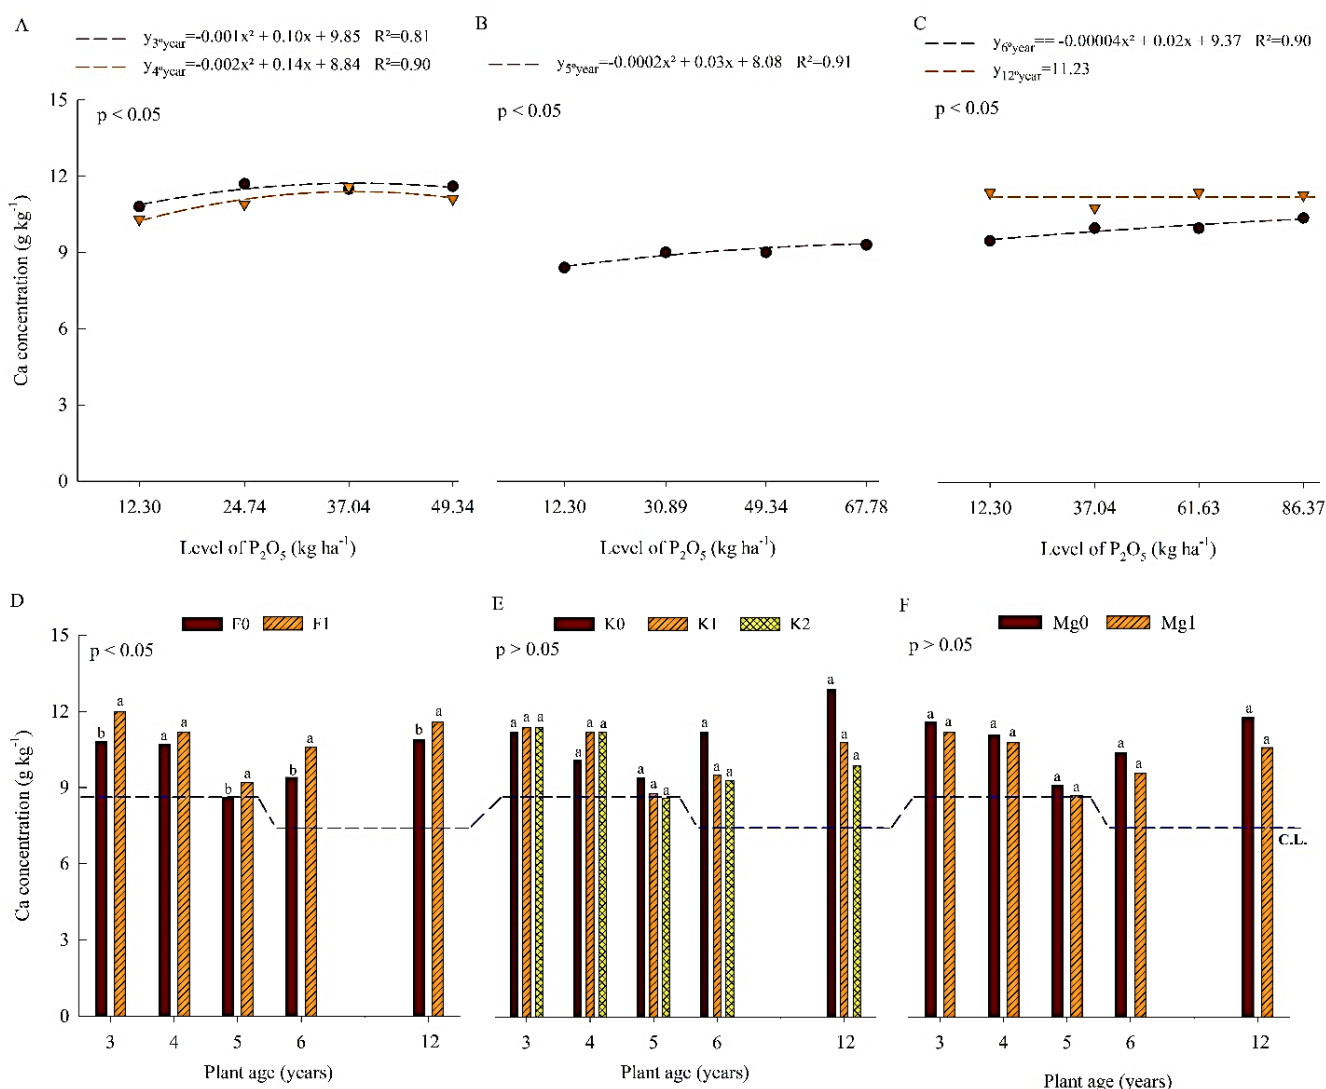 A
y3ªyear=-0.001x² + 0.10x + 9.85 R²=0.81
y4ªyear=-0.002x² + 0.14x + 8.84 R²=0.90
B
y5ªyear=-0.0002x² + 0.03x + 8.08 R²=0.91
C
y6ªyear== -0.00004x² + 0.02x + 9.37 R²=0.90
y12ªyear=11.23
p < 0.05
p < 0.05
p < 0.05
Ca concentration (g kg⁻¹)
15
12
9
6
3
0
12.30 24.74 37.04 49.34
12.30 30.89 49.34 67.78
12.30 37.04 61.63 86.37
Level of P₂O₅ (kg ha⁻¹)
Level of P₂O₅ (kg ha⁻¹)
Level of P₂O₅ (kg ha⁻¹)
D
F0 F1
p < 0.05
Ca concentration (g kg⁻¹)
15
12
9
6
3
0
b a a a b a b a b a
3 4 5 6 12
Plant age (years)
E
K0 K1 K2
p > 0.05
a a a a a a a a a a a a a a a
3 4 5 6 12
Plant age (years)
F
Mg0 Mg1
p > 0.05
a a a a a a a a a a
C.L.
3 4 5 6 12
Plant age (years)